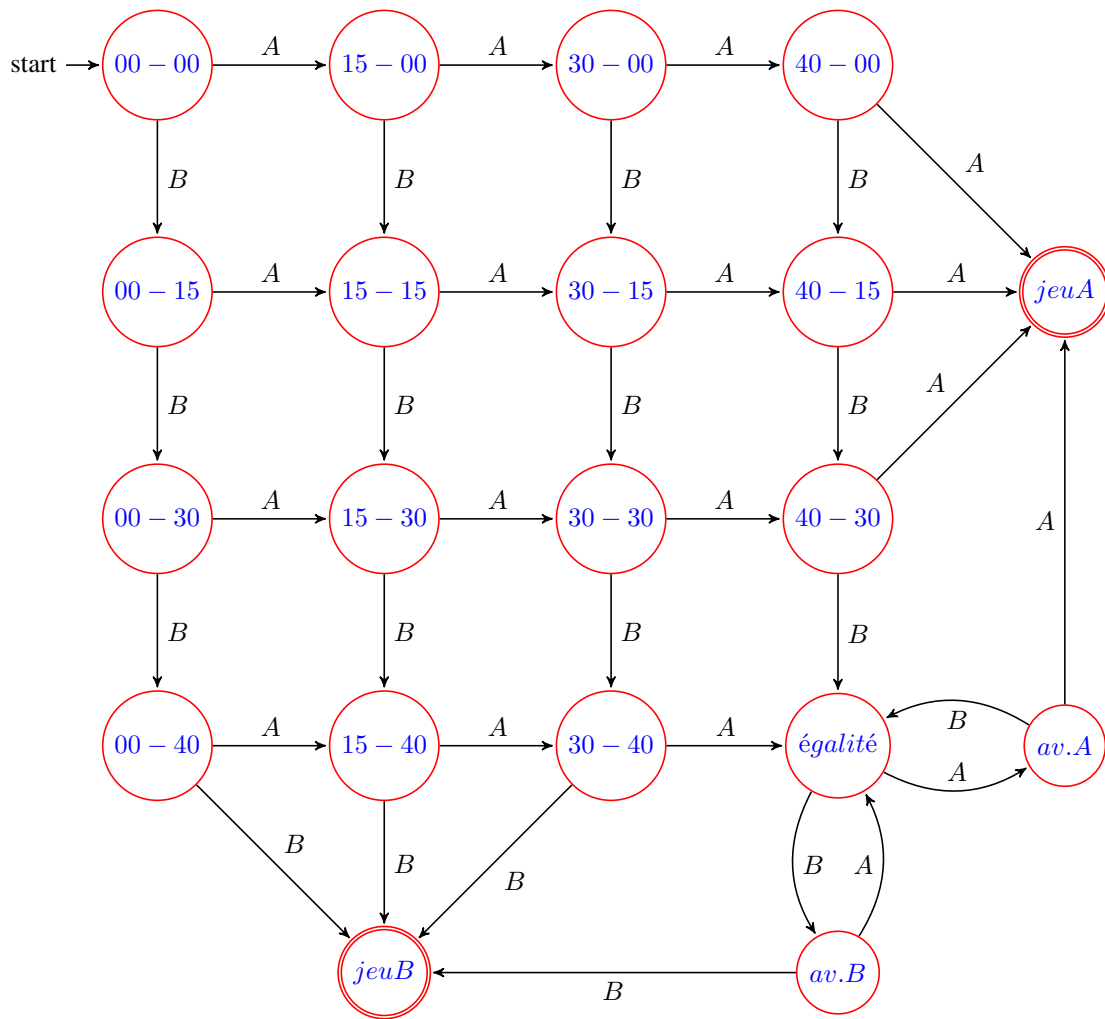 start 00 – 00 A 15 – 00 A 30 – 00 A 40 – 00
B B B B A
00 – 15 A 15 – 15 A 30 – 15 A 40 – 15 A jeuA
B B B B A
00 – 30 A 15 – 30 A 30 – 30 A 40 – 30 A
B B B B
00 – 40 A 15 – 40 A 30 – 40 A égalité B A av.A
B B B B A
jeuB B av.B